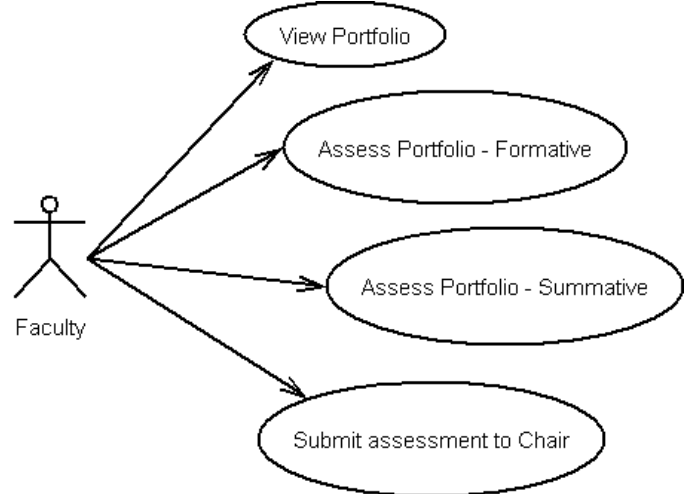 View Portfolio
Assess Portfolio - Formative
Assess Portfolio - Summative
Faculty
Submit assessment to Chair